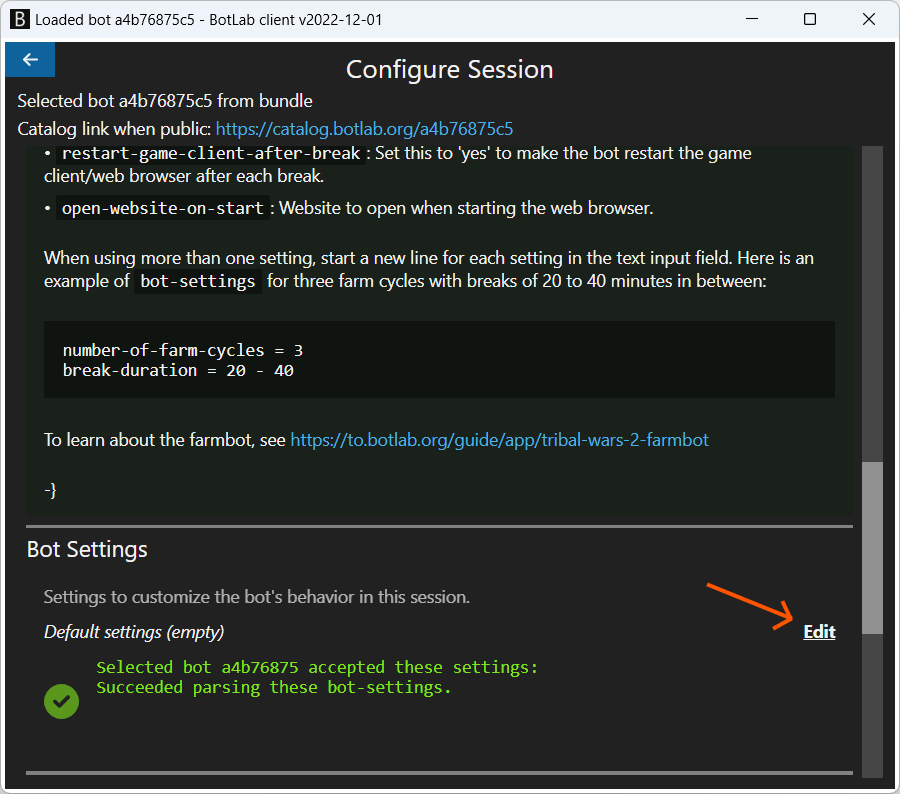 B Loaded bot a4b76875c5 - BotLab client v2022-12-01
Configure Session
Selected bot a4b76875c5 from bundle
Catalog link when public: https://catalog.botlab.org/a4b76875c5
• restart-game-client-after-break : Set this to 'yes' to make the bot restart the game
client/web browser after each break.
• open-website-on-start : Website to open when starting the web browser.
When using more than one setting, start a new line for each setting in the text input field. Here is an
example of bot-settings for three farm cycles with breaks of 20 to 40 minutes in between:
number-of-farm-cycles = 3
break-duration = 20 - 40
To learn about the farmbot, see https://to.botlab.org/guide/app/tribal-wars-2-farmbot
-}
Bot Settings
Settings to customize the bot's behavior in this session.
Default settings (empty)
Edit
Selected bot a4b76875 accepted these settings:
Succeeded parsing these bot-settings.